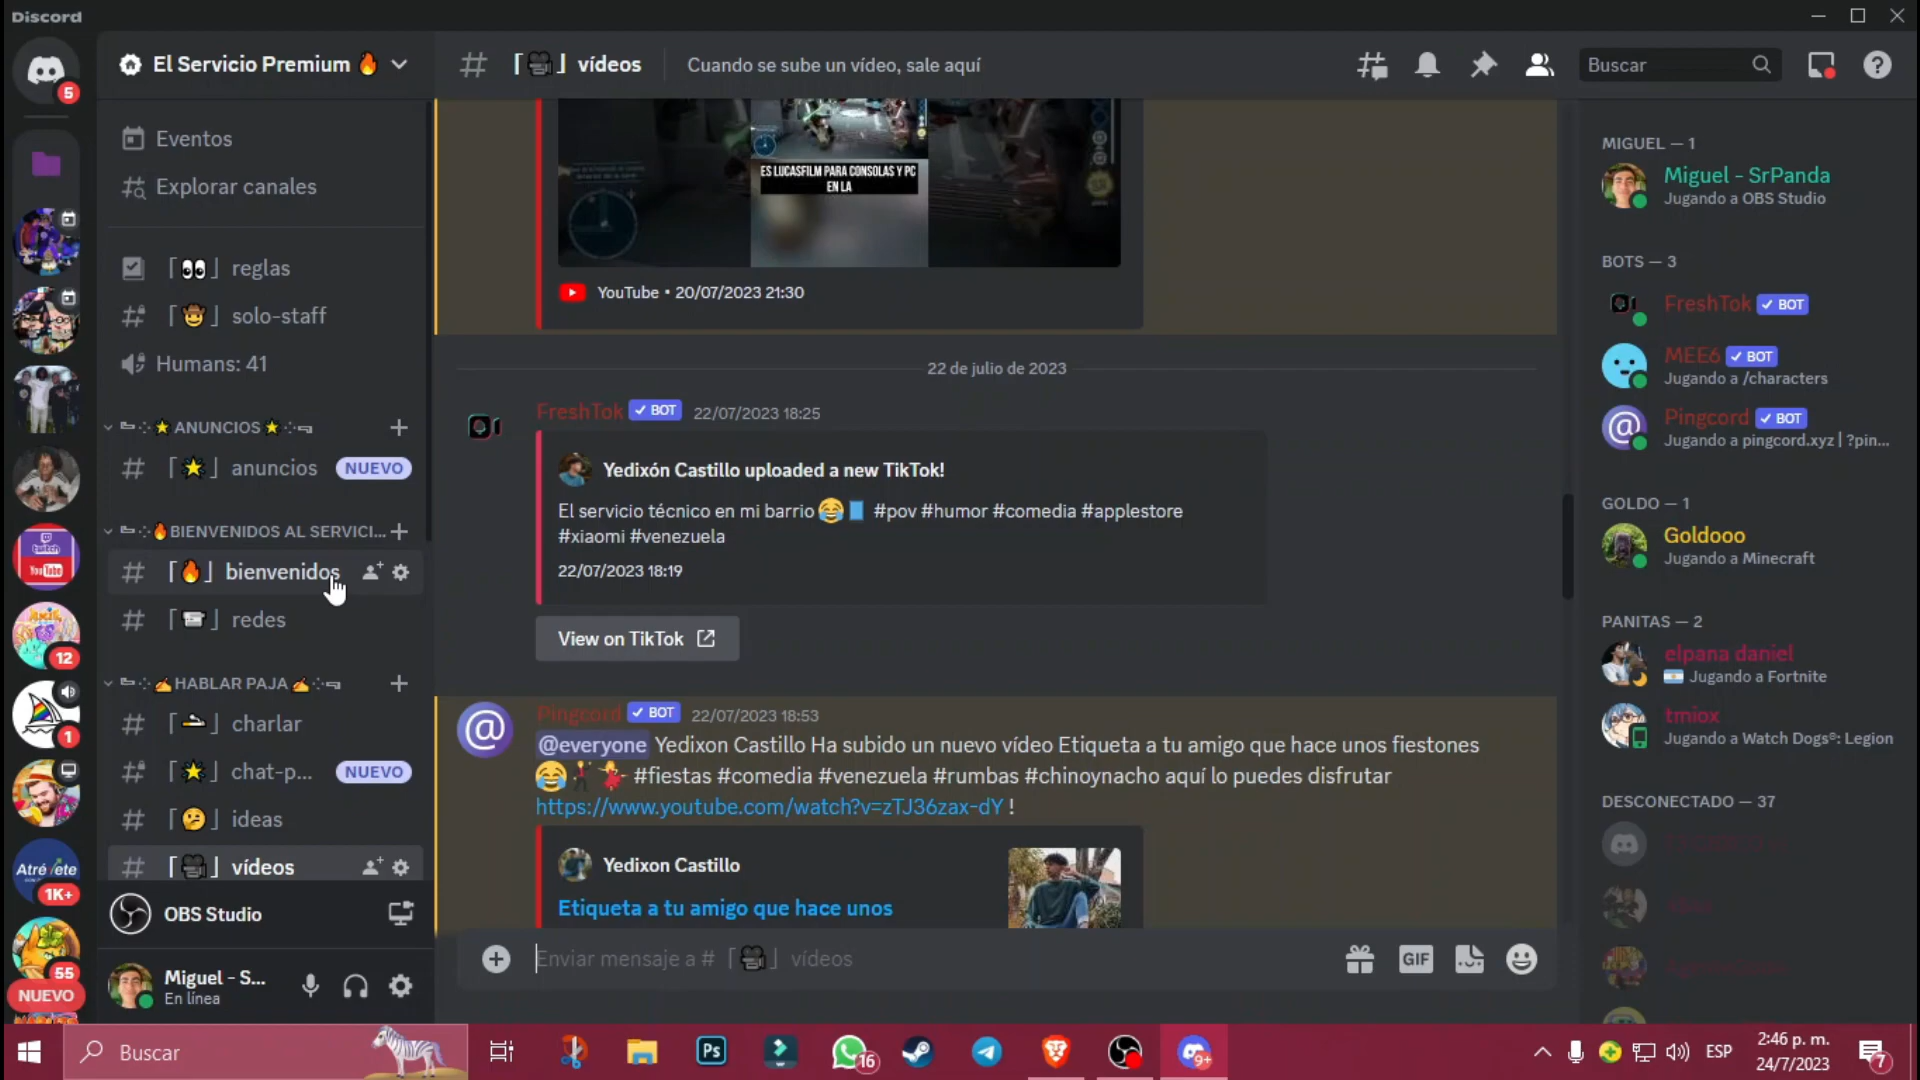 Discord
El Servicio Premium 🔥
Eventos
Explorar canales
「👀」 reglas
「🤠」 solo-staff
Humans: 41
⭐ ANUNCIOS ⭐
「🌟」 anuncios NUEVO
🔥BIENVENIDOS AL SERVICI...
「🔥」 bienvenidos
redes
✍HABLAR PAJA✍
「🚬」 charlar
「🌟」 chat-p... NUEVO
「🤔」 ideas
「🎥」 vídeos
OBS Studio
Miguel - S...
En línea
5
12
1
Atré ete
1K+
55
NUEVO
twitch
YouTube
「🎥」 vídeos
Cuando se sube un vídeo, sale aquí
Buscar
ES LUCASFILM PARA CONSOLAS Y PC
EN LA
YouTube • 20/07/2023 21:30
22 de julio de 2023
FreshTok ✓ BOT 22/07/2023 18:25
Yedixón Castillo uploaded a new TikTok!
El servicio técnico en mi barrio 😂 #pov #humor #comedia #applestore
#xiaomi #venezuela
22/07/2023 18:19
View on TikTok
Pingcord ✓ BOT 22/07/2023 18:53
@everyone Yedixon Castillo Ha subido un nuevo vídeo Etiqueta a tu amigo que hace unos fiestones
😂🕺💃 #fiestas #comedia #venezuela #rumbas #chinoynacho aquí lo puedes disfrutar
https://www.youtube.com/watch?v=zTJ36zax-dY !
Yedixon Castillo
Etiqueta a tu amigo que hace unos
Enviar mensaje a # 「🎥」 vídeos
GIF
MIGUEL — 1
Miguel - SrPanda
Jugando a OBS Studio
BOTS — 3
FreshTok ✓ BOT
MEE6 ✓ BOT
Jugando a /characters
Pingcord ✓ BOT
Jugando a pingcord.xyz | ?pin...
GOLDO — 1
Goldooo
Jugando a Minecraft
PANITAS — 2
elpana daniel
🇦🇷 Jugando a Fortnite
tmiox
Jugando a Watch Dogs®: Legion
DESCONECTADO — 37
Buscar
Ps
16
9+
ESP
2:46 p. m.
24/7/2023
7